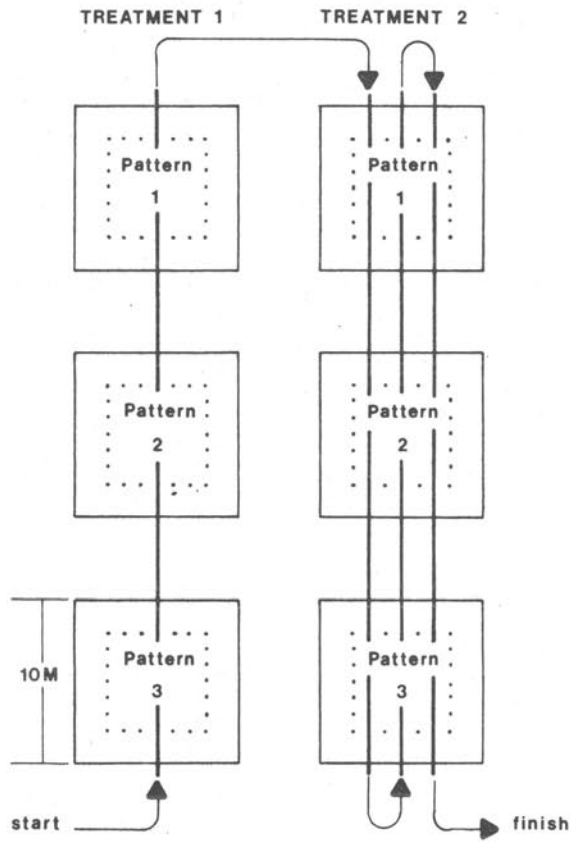 TREATMENT 1
TREATMENT 2
Pattern
1
Pattern
1
Pattern
2
Pattern
2
10M
Pattern
3
Pattern
3
start
finish